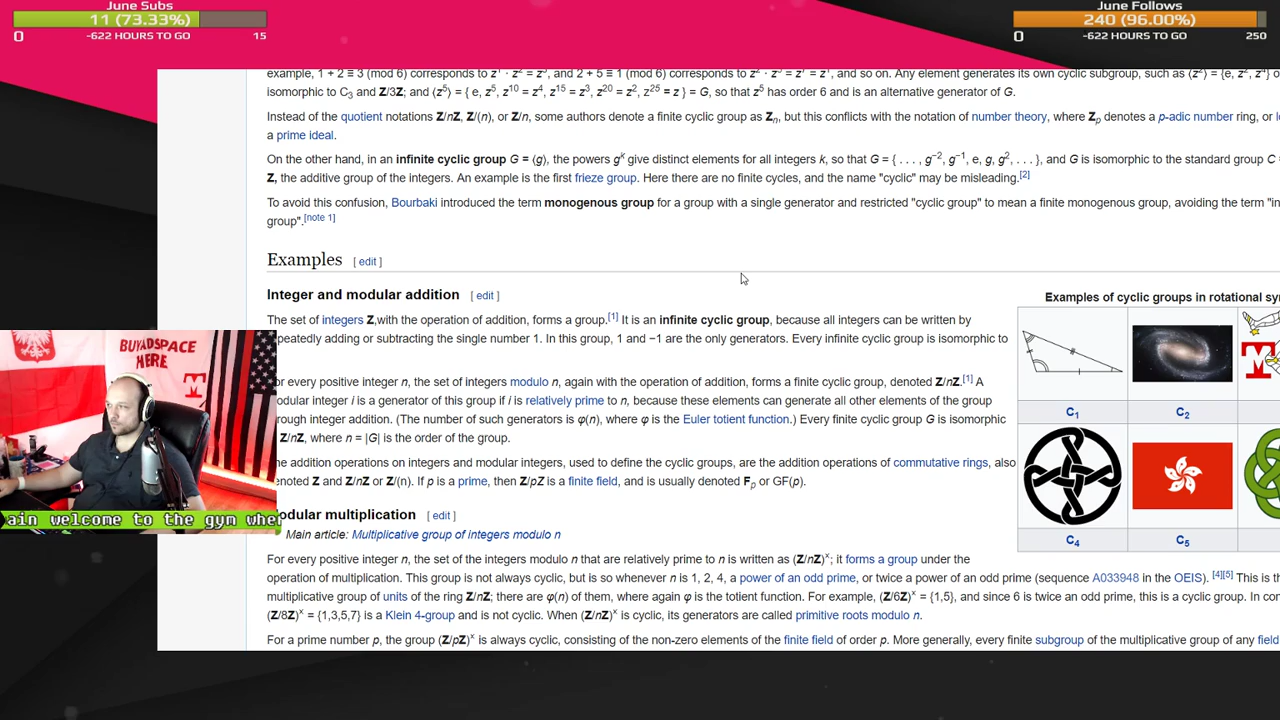 June Subs
11 (73.33%)
0
-622 HOURS TO GO
15
June Follows
240 (96.00%)
0
-622 HOURS TO GO
250
example, 1 + 2 ≡ 3 (mod 6) corresponds to z¹ · z² = z³, and 2 + 5 ≡ 1 (mod 6) corresponds to z² · z⁵ = z⁷ = z¹, and so on. Any element generates its own cyclic subgroup, such as ⟨z²⟩ = {e, z², z⁴}
isomorphic to C₃ and Z/3Z; and ⟨z⁵⟩ = { e, z⁵, z¹⁰ = z⁴, z¹⁵ = z³, z²⁰ = z², z²⁵ = z } = G, so that z⁵ has order 6 and is an alternative generator of G.
Instead of the quotient notations Z/nZ, Z/(n), or Z/n, some authors denote a finite cyclic group as Zₙ, but this conflicts with the notation of number theory, where Zₚ denotes a p-adic number ring, or
a prime ideal.
On the other hand, in an infinite cyclic group G = ⟨g⟩, the powers gᵏ give distinct elements for all integers k, so that G = { . . . , g⁻², g⁻¹, e, g, g², . . . }, and G is isomorphic to the standard group C =
Z, the additive group of the integers. An example is the first frieze group. Here there are no finite cycles, and the name "cyclic" may be misleading.[2]
To avoid this confusion, Bourbaki introduced the term monogenous group for a group with a single generator and restricted "cyclic group" to mean a finite monogenous group, avoiding the term "in
group".[note 1]
Examples [ edit ]
Integer and modular addition [ edit ]
Examples of cyclic groups in rotational sy
The set of integers Z,with the operation of addition, forms a group.[1] It is an infinite cyclic group, because all integers can be written by
epeatedly adding or subtracting the single number 1. In this group, 1 and −1 are the only generators. Every infinite cyclic group is isomorphic to
or every positive integer n, the set of integers modulo n, again with the operation of addition, forms a finite cyclic group, denoted Z/nZ.[1] A
odular integer i is a generator of this group if i is relatively prime to n, because these elements can generate all other elements of the group
rough integer addition. (The number of such generators is φ(n), where φ is the Euler totient function.) Every finite cyclic group G is isomorphic
Z/nZ, where n = |G| is the order of the group.
he addition operations on integers and modular integers, used to define the cyclic groups, are the addition operations of commutative rings, also
enoted Z and Z/nZ or Z/(n). If p is a prime, then Z/pZ is a finite field, and is usually denoted Fₚ or GF(p).
C₁
C₂
C₄
C₅
BUY ADSPACE
HERE
ain welcome to the gym wher
odular multiplication [ edit ]
Main article: Multiplicative group of integers modulo n
For every positive integer n, the set of the integers modulo n that are relatively prime to n is written as (Z/nZ)ˣ; it forms a group under the
operation of multiplication. This group is not always cyclic, but is so whenever n is 1, 2, 4, a power of an odd prime, or twice a power of an odd prime (sequence A033948 in the OEIS). [4][5] This is th
multiplicative group of units of the ring Z/nZ; there are φ(n) of them, where again φ is the totient function. For example, (Z/6Z)ˣ = {1,5}, and since 6 is twice an odd prime, this is a cyclic group. In con
(Z/8Z)ˣ = {1,3,5,7} is a Klein 4-group and is not cyclic. When (Z/nZ)ˣ is cyclic, its generators are called primitive roots modulo n.
For a prime number p, the group (Z/pZ)ˣ is always cyclic, consisting of the non-zero elements of the finite field of order p. More generally, every finite subgroup of the multiplicative group of any field